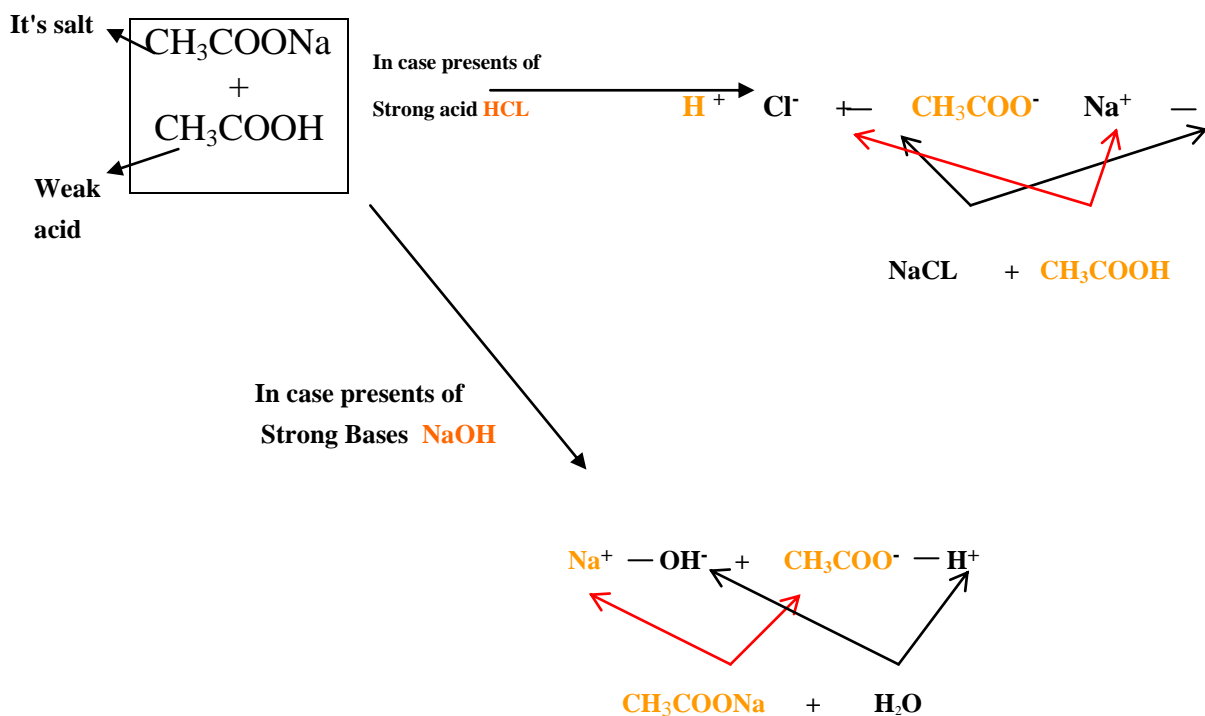 It's salt
CH₃COONa
+
CH₃COOH
Weak
acid
In case presents of
Strong acid HCL
H⁺ Cl⁻ +— CH₃COO⁻ Na⁺ —
NaCL + CH₃COOH
In case presents of
Strong Bases NaOH
Na⁺ — OH⁻ + CH₃COO⁻ — H⁺
CH₃COONa + H₂O